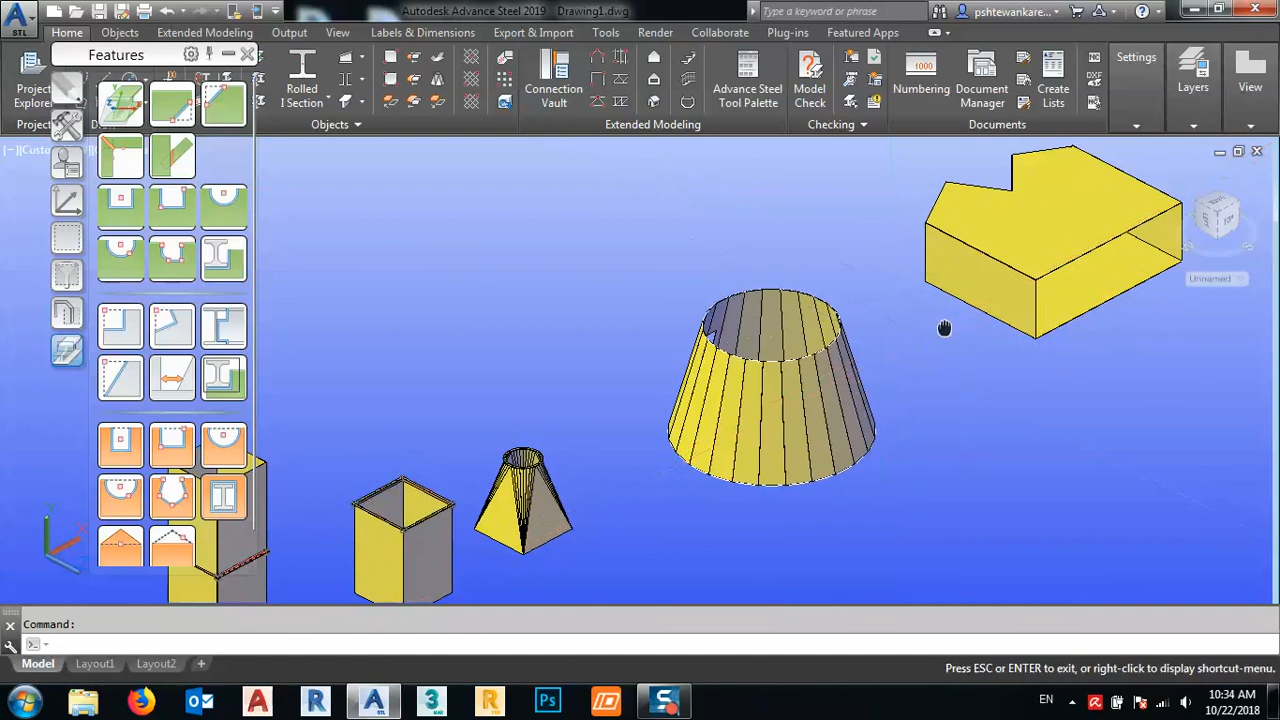 Autodesk Advance Steel 2019 Drawing1.dwg
Type a keyword or phrase
pshtewankare...
STL
Home Objects Extended Modeling Output View Labels & Dimensions Export & Import Tools Render Collaborate Plug-ins Featured Apps
Features
Settings
Rolled
I Section
Connection
Vault
Advance Steel
Tool Palette
Model
Check
1000
Numbering
Document
Manager
DXF
Create
Lists
Layers
View
Objects
Extended Modeling
Checking
Documents
Unnamed
Command:
Model Layout1 Layout2 +
Press ESC or ENTER to exit, or right-click to display shortcut-menu.
EN
10:34 AM
10/22/2018